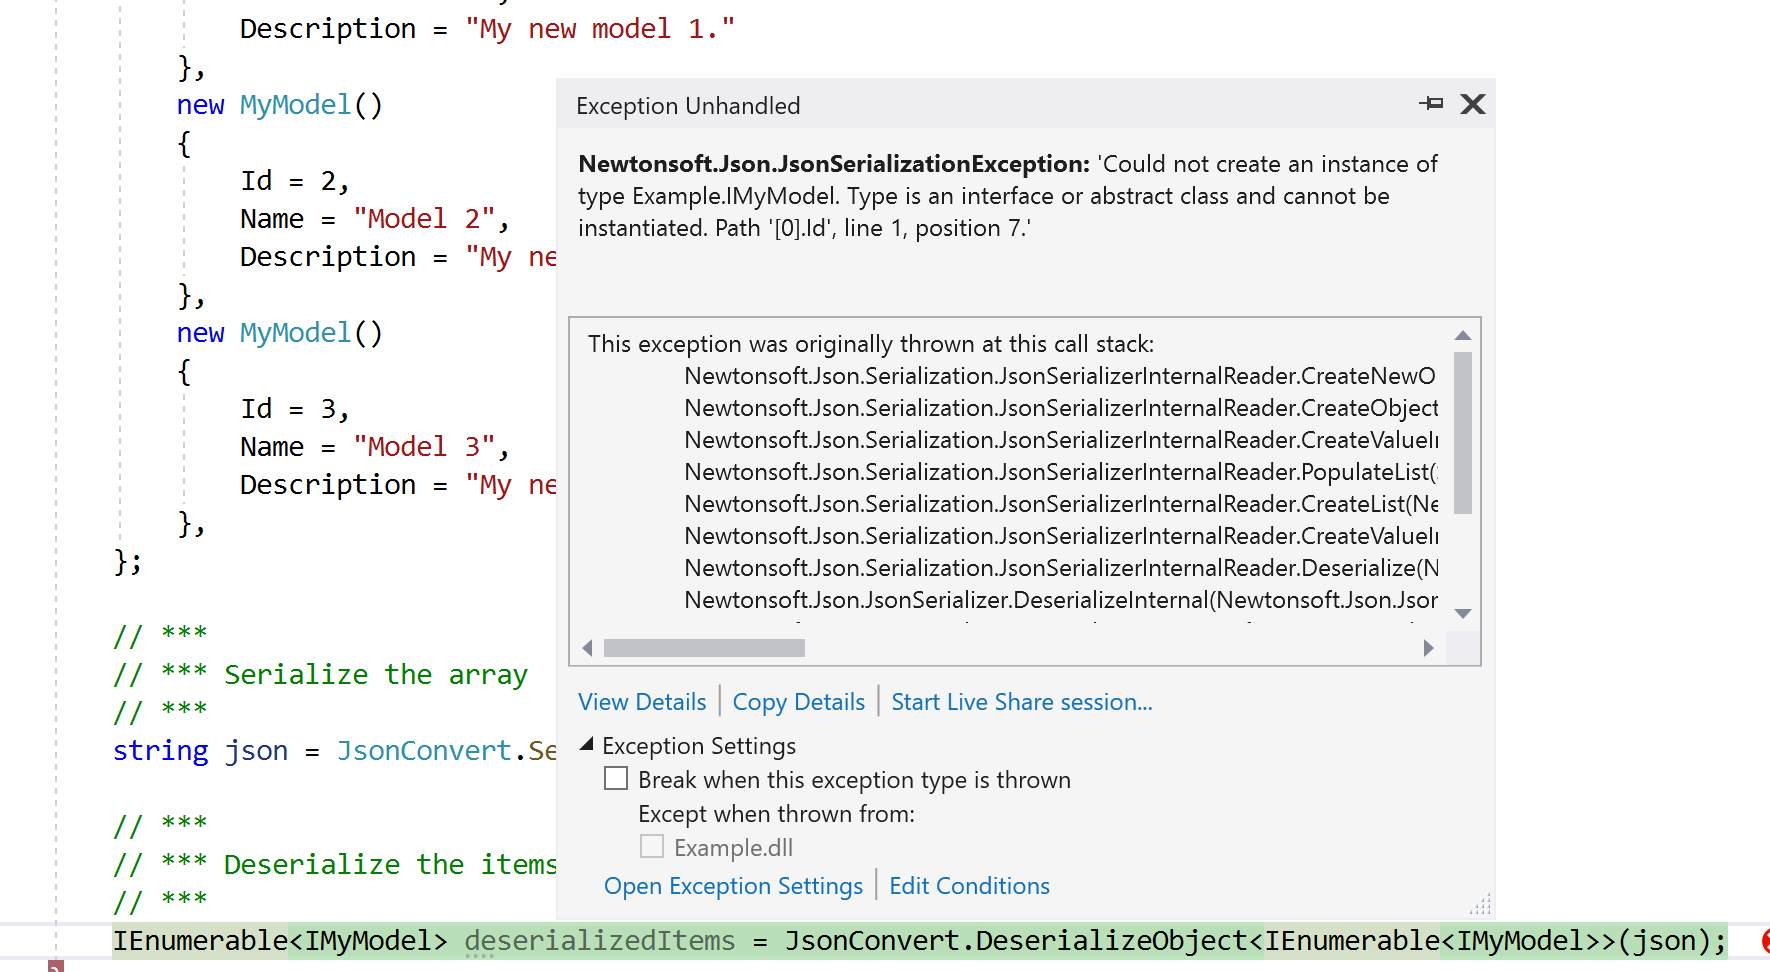 Description = "My new model 1."
},
new MyModel()
{
Id = 2,
Name = "Model 2",
Description = "My ne
},
new MyModel()
{
Id = 3,
Name = "Model 3",
Description = "My ne
},
};
// ***
// *** Serialize the array
// ***
string json = JsonConvert.Se
// ***
// *** Deserialize the items
// ***
IEnumerable<IMyModel> deserializedItems = JsonConvert.DeserializeObject<IEnumerable<IMyModel>>(json);
Exception Unhandled
Newtonsoft.Json.JsonSerializationException: 'Could not create an instance of
type Example.IMyModel. Type is an interface or abstract class and cannot be
instantiated. Path '[0].Id', line 1, position 7.'
This exception was originally thrown at this call stack:
Newtonsoft.Json.Serialization.JsonSerializerInternalReader.CreateNewO
Newtonsoft.Json.Serialization.JsonSerializerInternalReader.CreateObject
Newtonsoft.Json.Serialization.JsonSerializerInternalReader.CreateValueI
Newtonsoft.Json.Serialization.JsonSerializerInternalReader.PopulateList(
Newtonsoft.Json.Serialization.JsonSerializerInternalReader.CreateList(Ne
Newtonsoft.Json.Serialization.JsonSerializerInternalReader.CreateValueI
Newtonsoft.Json.Serialization.JsonSerializerInternalReader.Deserialize(N
Newtonsoft.Json.JsonSerializer.DeserializeInternal(Newtonsoft.Json.Json
View Details | Copy Details | Start Live Share session...
Exception Settings
Break when this exception type is thrown
Except when thrown from:
Example.dll
Open Exception Settings | Edit Conditions